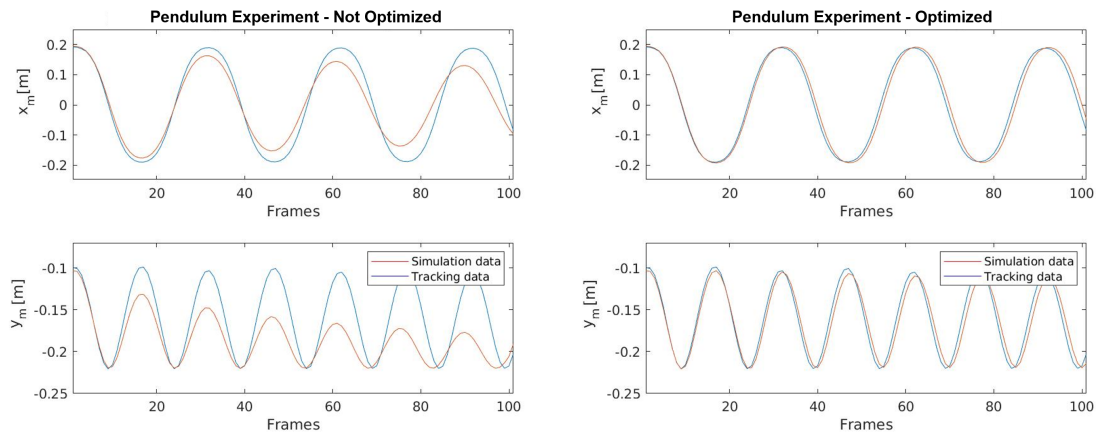 Pendulum Experiment - Not Optimized
0.2
0.1
0
-0.1
-0.2
x_m[m]
20 40 60 80 100
Frames
-0.1
-0.15
-0.2
-0.25
y_m[m]
Simulation data
Tracking data
20 40 60 80 100
Frames
Pendulum Experiment - Optimized
0.2
0.1
0
-0.1
-0.2
x_m[m]
20 40 60 80 100
Frames
-0.1
-0.15
-0.2
-0.25
y_m[m]
Simulation data
Tracking data
20 40 60 80 100
Frames